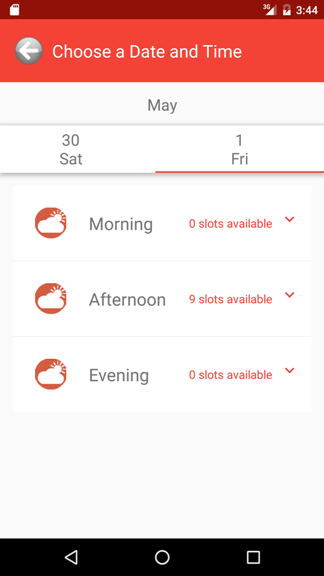 3G
3:44
Choose a Date and Time
May
30
Sat
1
Fri
Morning
0 slots available
Afternoon
9 slots available
Evening
0 slots available